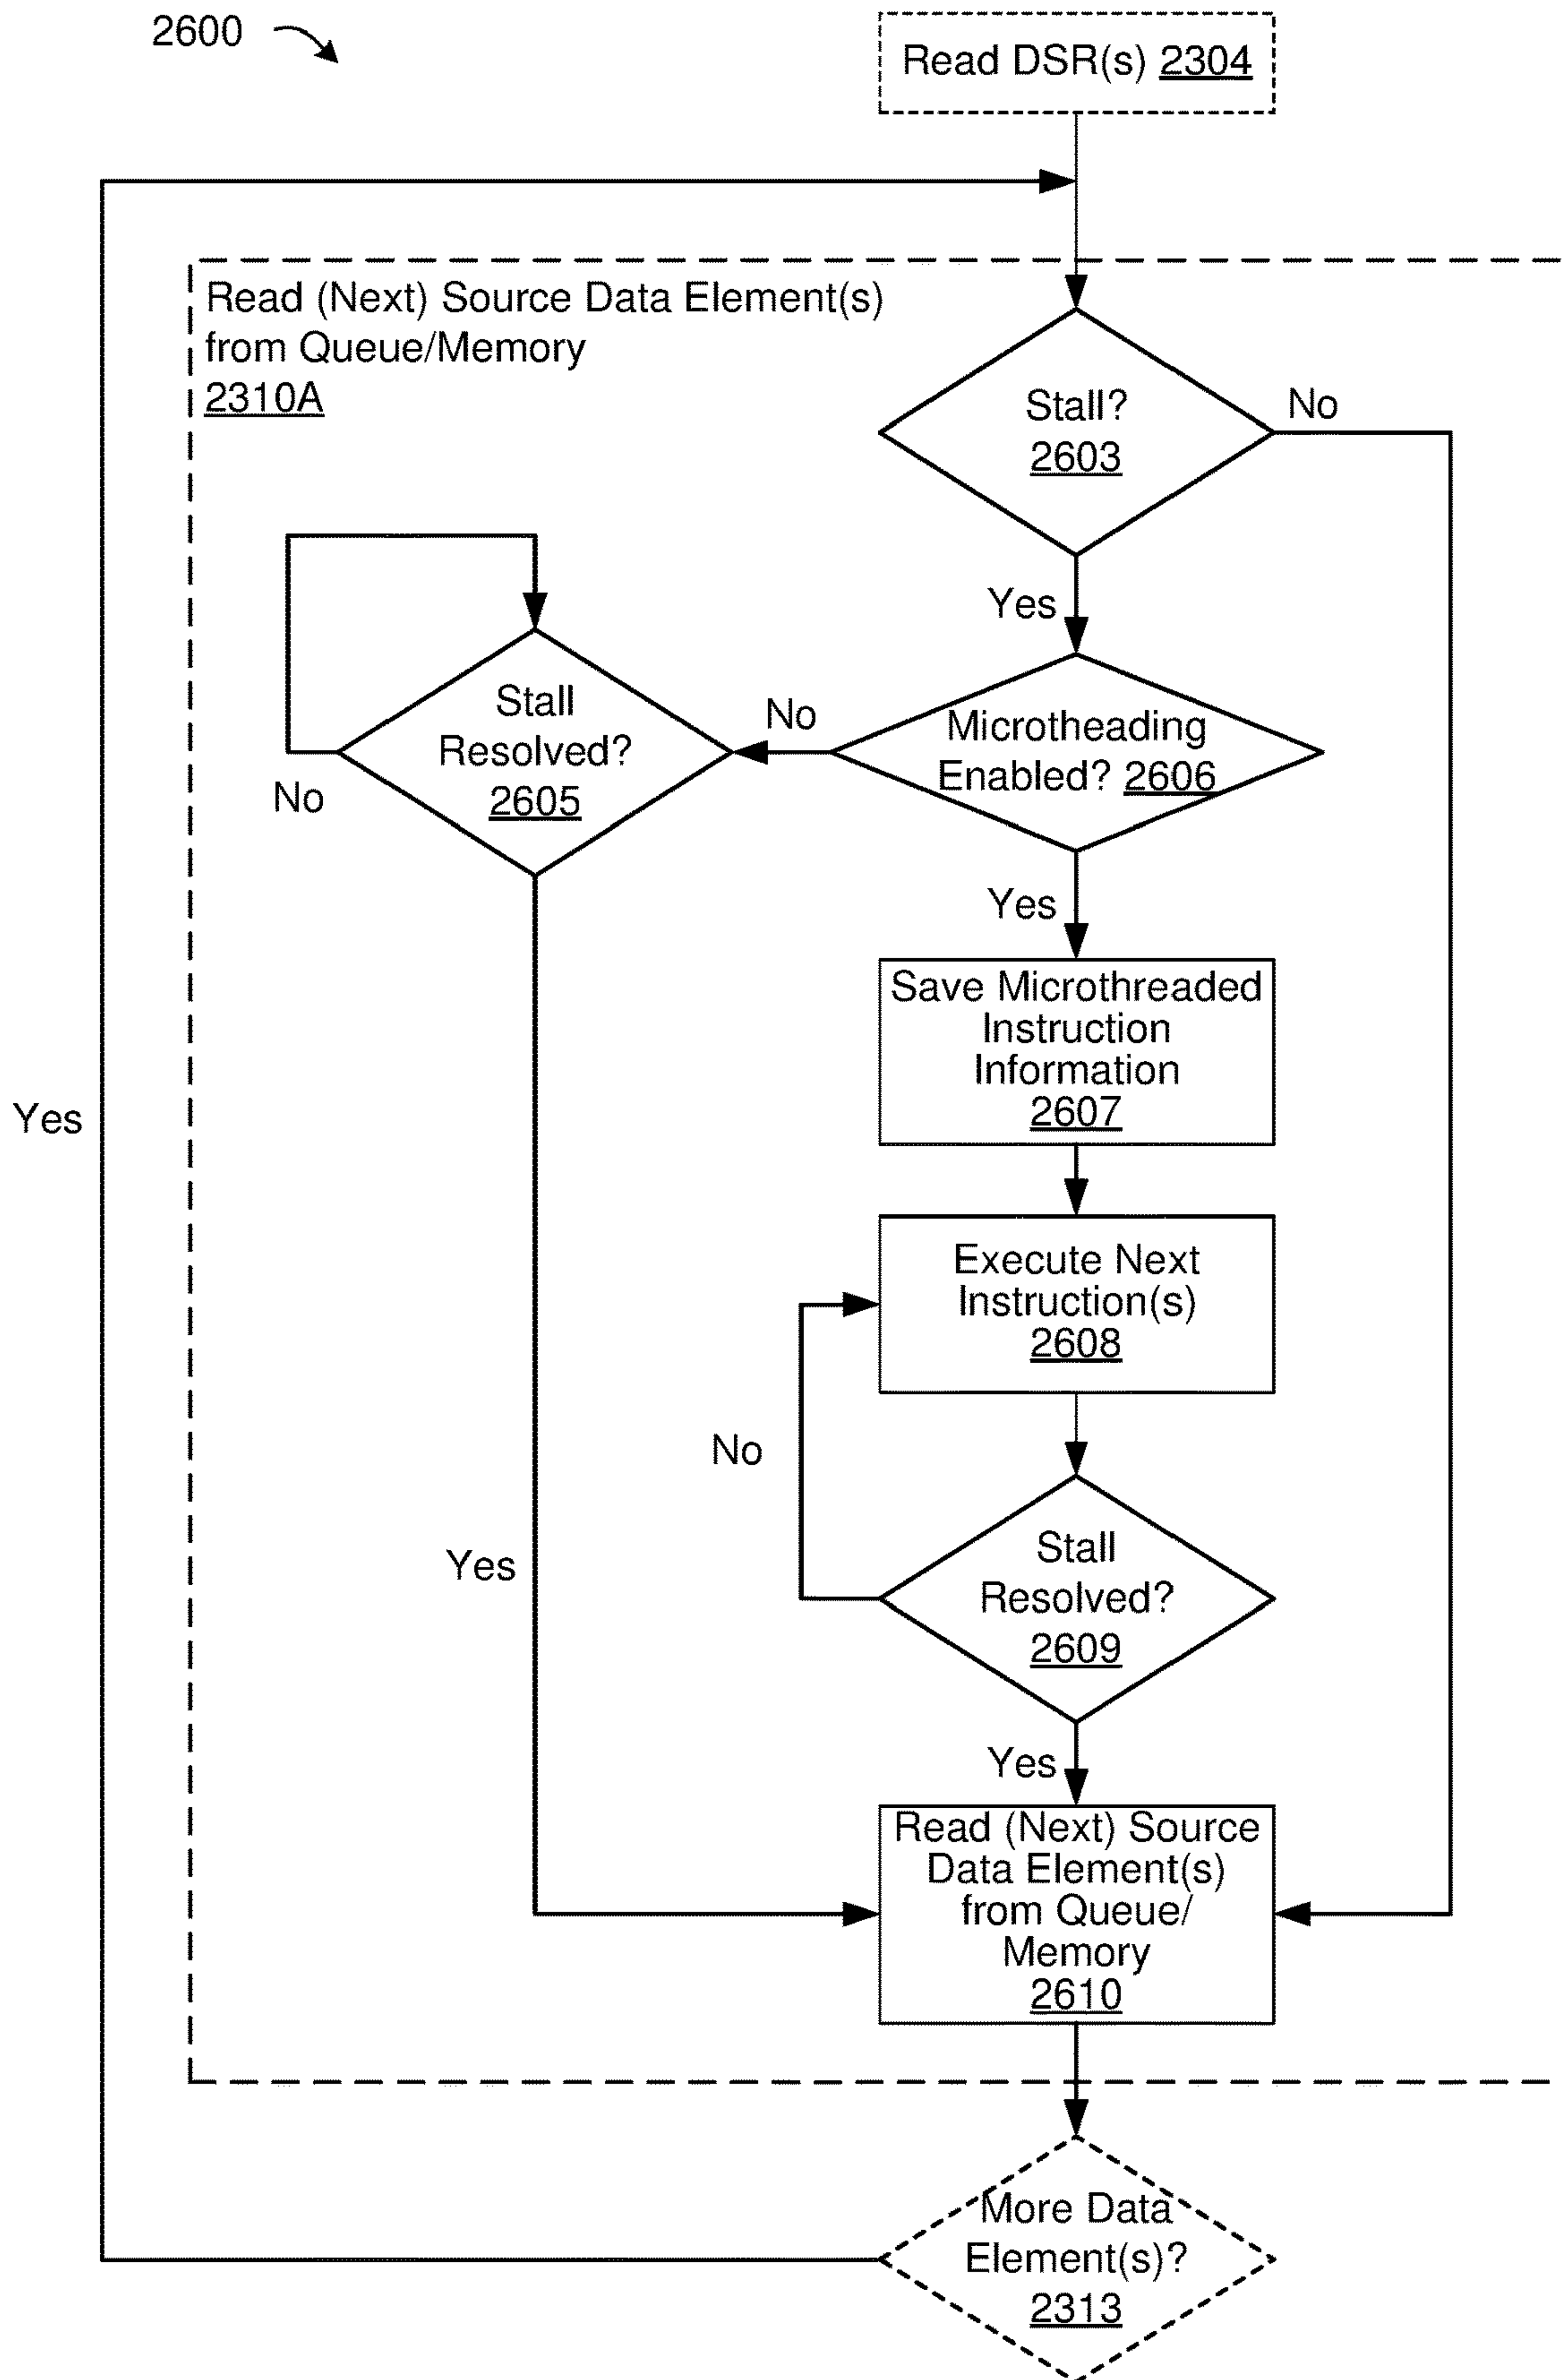 2600
Read DSR(s) 2304
Read (Next) Source Data Element(s)
from Queue/Memory
2310A
Stall?
2603
No
Yes
Microtheading
Enabled? 2606
No
Stall
Resolved?
2605
No
Yes
Save Microthreaded
Instruction
Information
2607
Yes
Execute Next
Instruction(s)
2608
No
Stall
Resolved?
2609
Yes
Yes
Read (Next) Source
Data Element(s)
from Queue/
Memory
2610
More Data
Element(s)?
2313